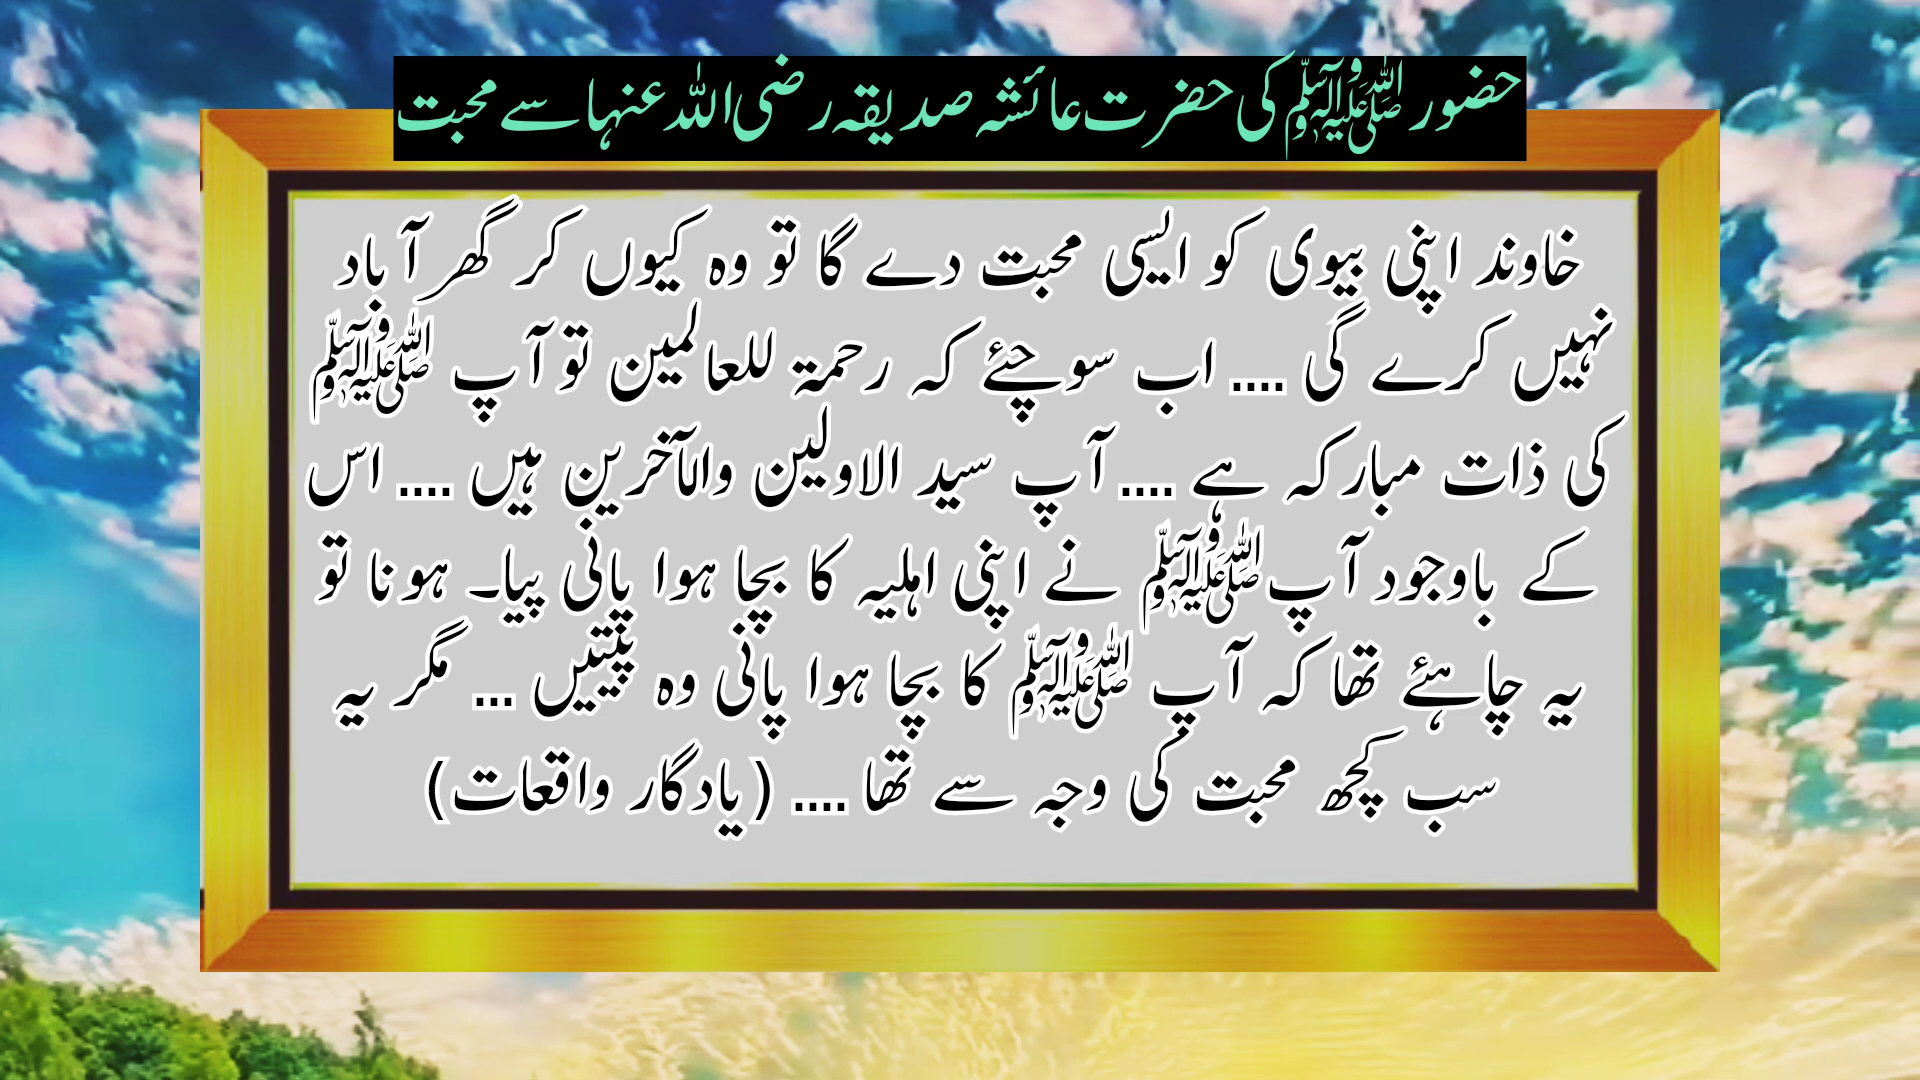 حضور ﷺ کی حضرت عائشہ صدیقہ رضی اللہ عنہا سے محبت
خاوند اپنی بیوی کو ایسی محبت دے گا تو وہ کیوں کر گھر آباد
نہیں کرے گی .... اب سوچئے کہ رحمۃ للعالمین تو آپ ﷺ
کی ذات مبارکہ ہے .... آپ سید الاولین والآخرین ہیں .... اس
کے باوجود آپ ﷺ نے اپنی اہلیہ کا بچا ہوا پانی پیا۔ ہونا تو
یہ چاہئے تھا کہ آپ ﷺ کا بچا ہوا پانی وہ پیتیں ... مگر یہ
سب کچھ محبت کی وجہ سے تھا .... (یادگار واقعات)